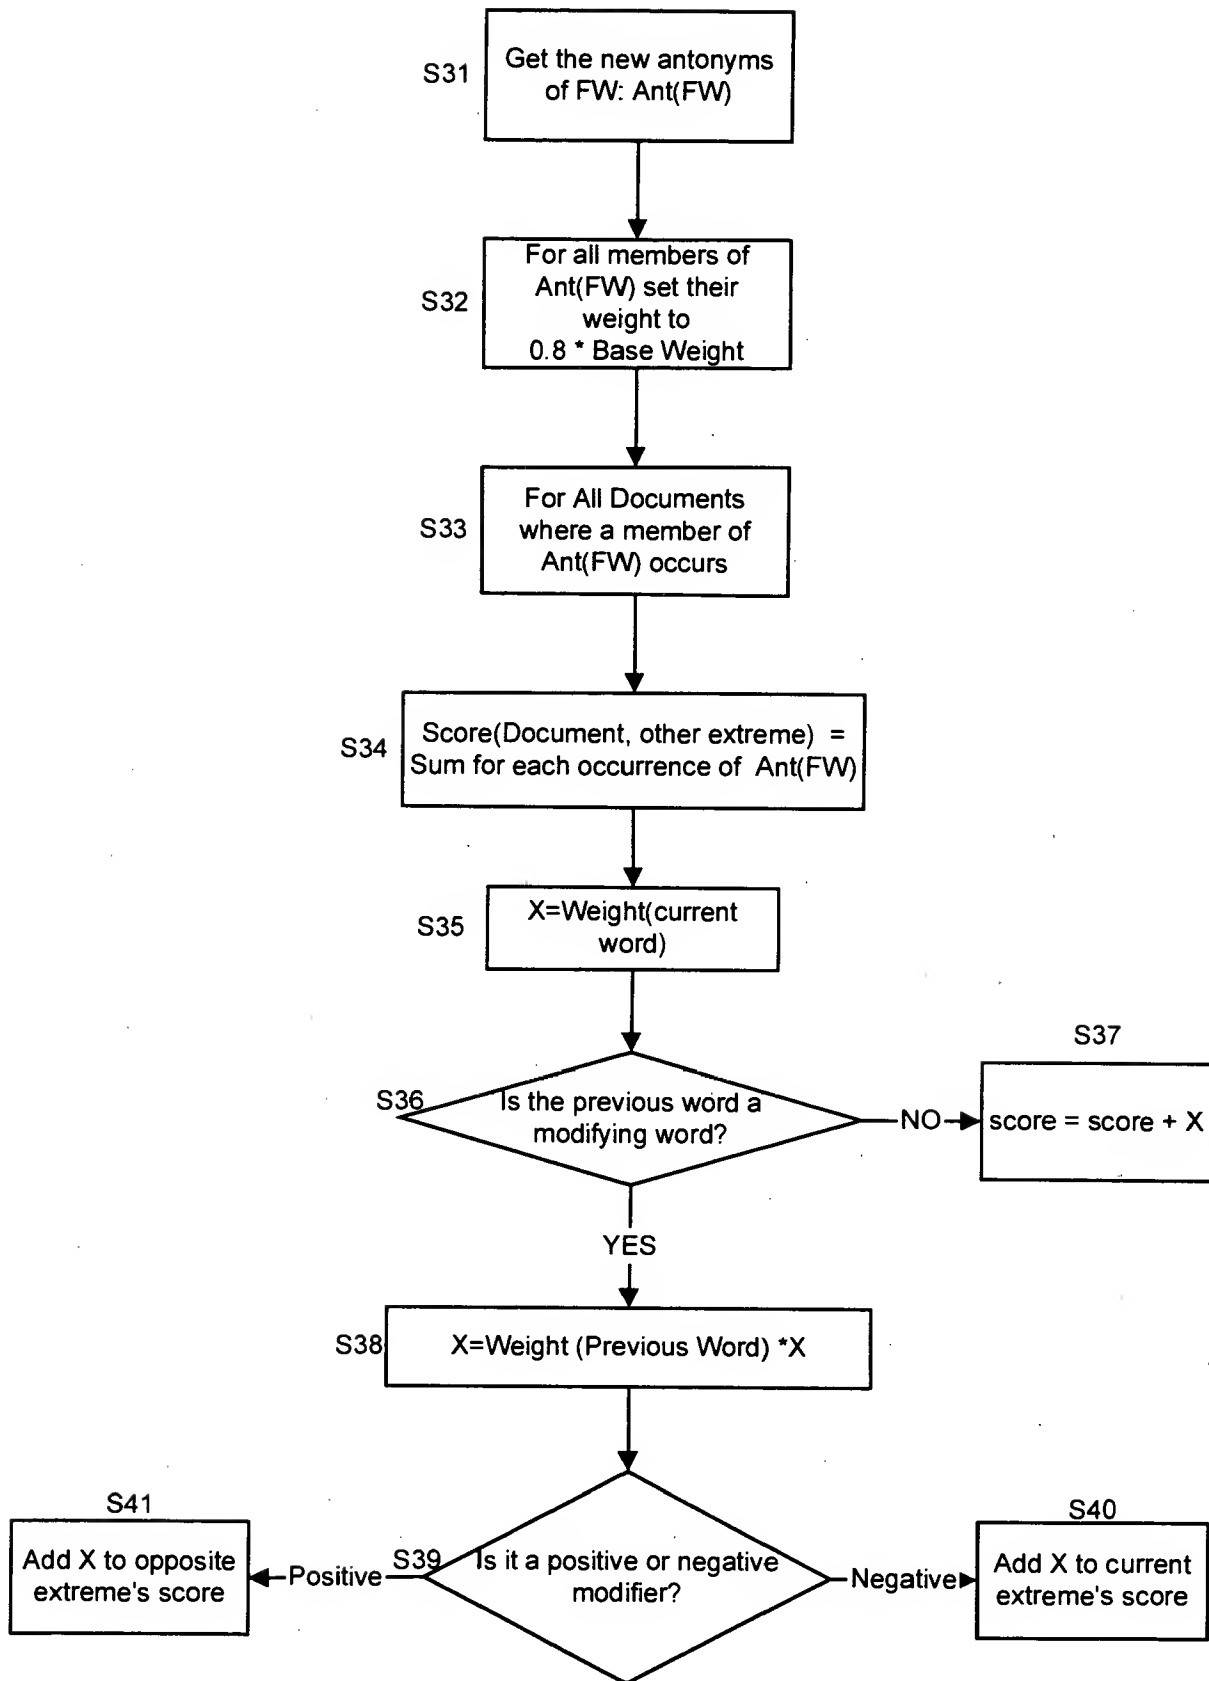 S31
Get the new antonyms
of FW: Ant(FW)
S32
For all members of
Ant(FW) set their
weight to
0.8 * Base Weight
S33
For All Documents
where a member of
Ant(FW) occurs
S34
Score(Document, other extreme) =
Sum for each occurrence of Ant(FW)
S35
X=Weight(current
word)
S36
Is the previous word a
modifying word?
NO
S37
score = score + X
YES
S38
X=Weight (Previous Word) *X
S39
Is it a positive or negative
modifier?
Positive
S41
Add X to opposite
extreme's score
Negative
S40
Add X to current
extreme's score